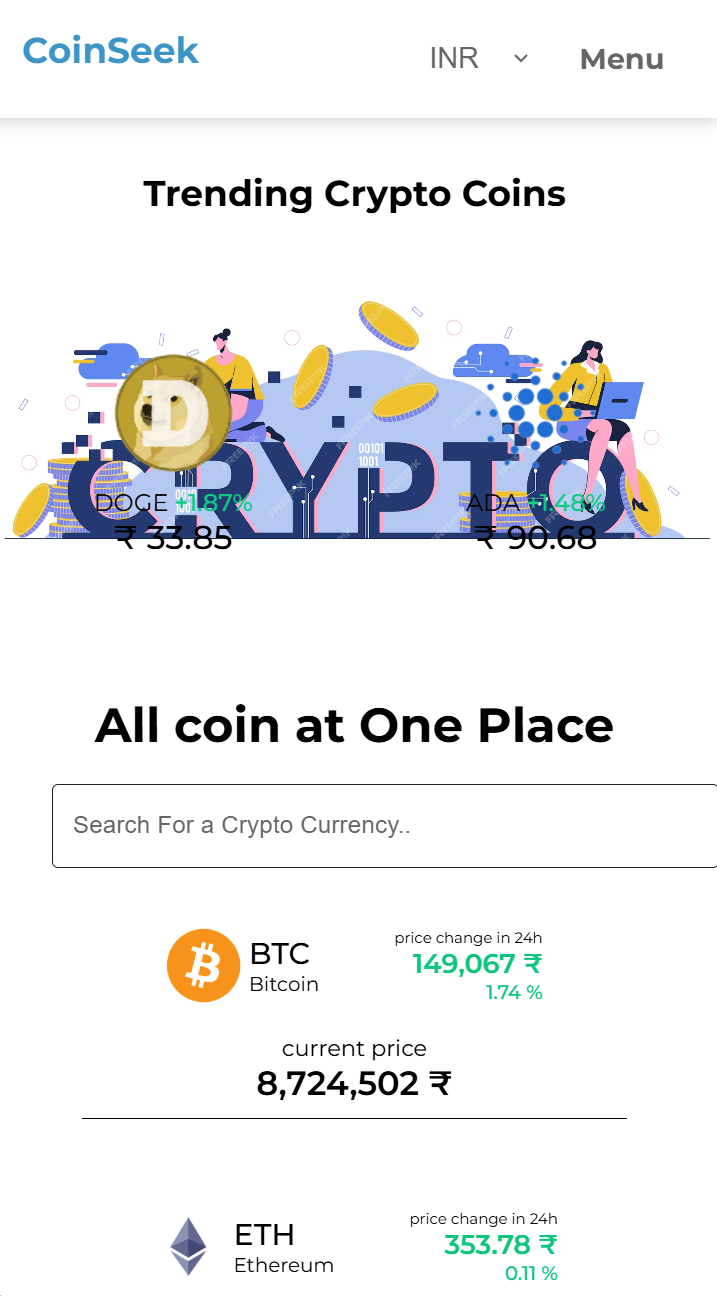 CoinSeek
INR
Menu
Trending Crypto Coins
CRYPTO
00101
1001
DOGE +1.87%
₹ 33.85
ADA +1.48%
₹ 90.68
All coin at One Place
Search For a Crypto Currency..
BTC
Bitcoin
price change in 24h
149,067 ₹
1.74 %
current price
8,724,502 ₹
ETH
Ethereum
price change in 24h
353.78 ₹
0.11 %